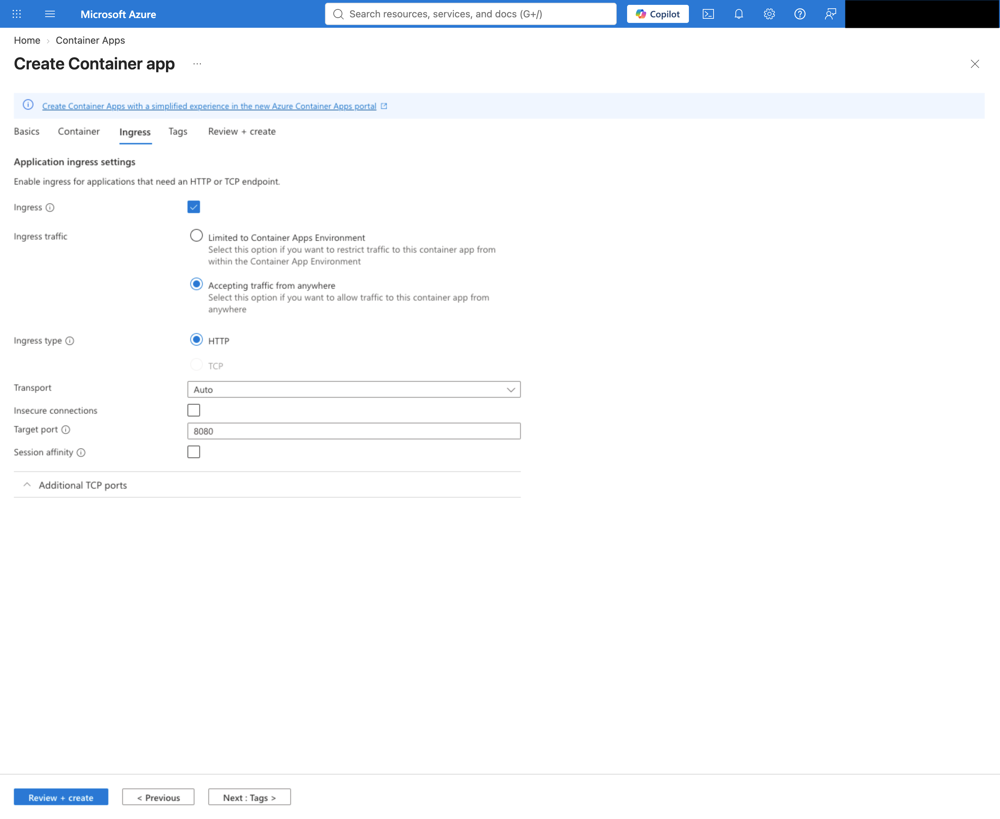 Microsoft Azure
Search resources, services, and docs (G+/)
Copilot
Home > Container Apps
Create Container app ...
Create Container Apps with a simplified experience in the new Azure Container Apps portal
Basics Container Ingress Tags Review + create
Application ingress settings
Enable ingress for applications that need an HTTP or TCP endpoint.
Ingress
Ingress traffic
Limited to Container Apps Environment
Select this option if you want to restrict traffic to this container app from
within the Container App Environment
Accepting traffic from anywhere
Select this option if you want to allow traffic to this container app from
anywhere
Ingress type
HTTP
TCP
Transport
Auto
Insecure connections
Target port
8080
Session affinity
Additional TCP ports
Review + create
< Previous
Next : Tags >